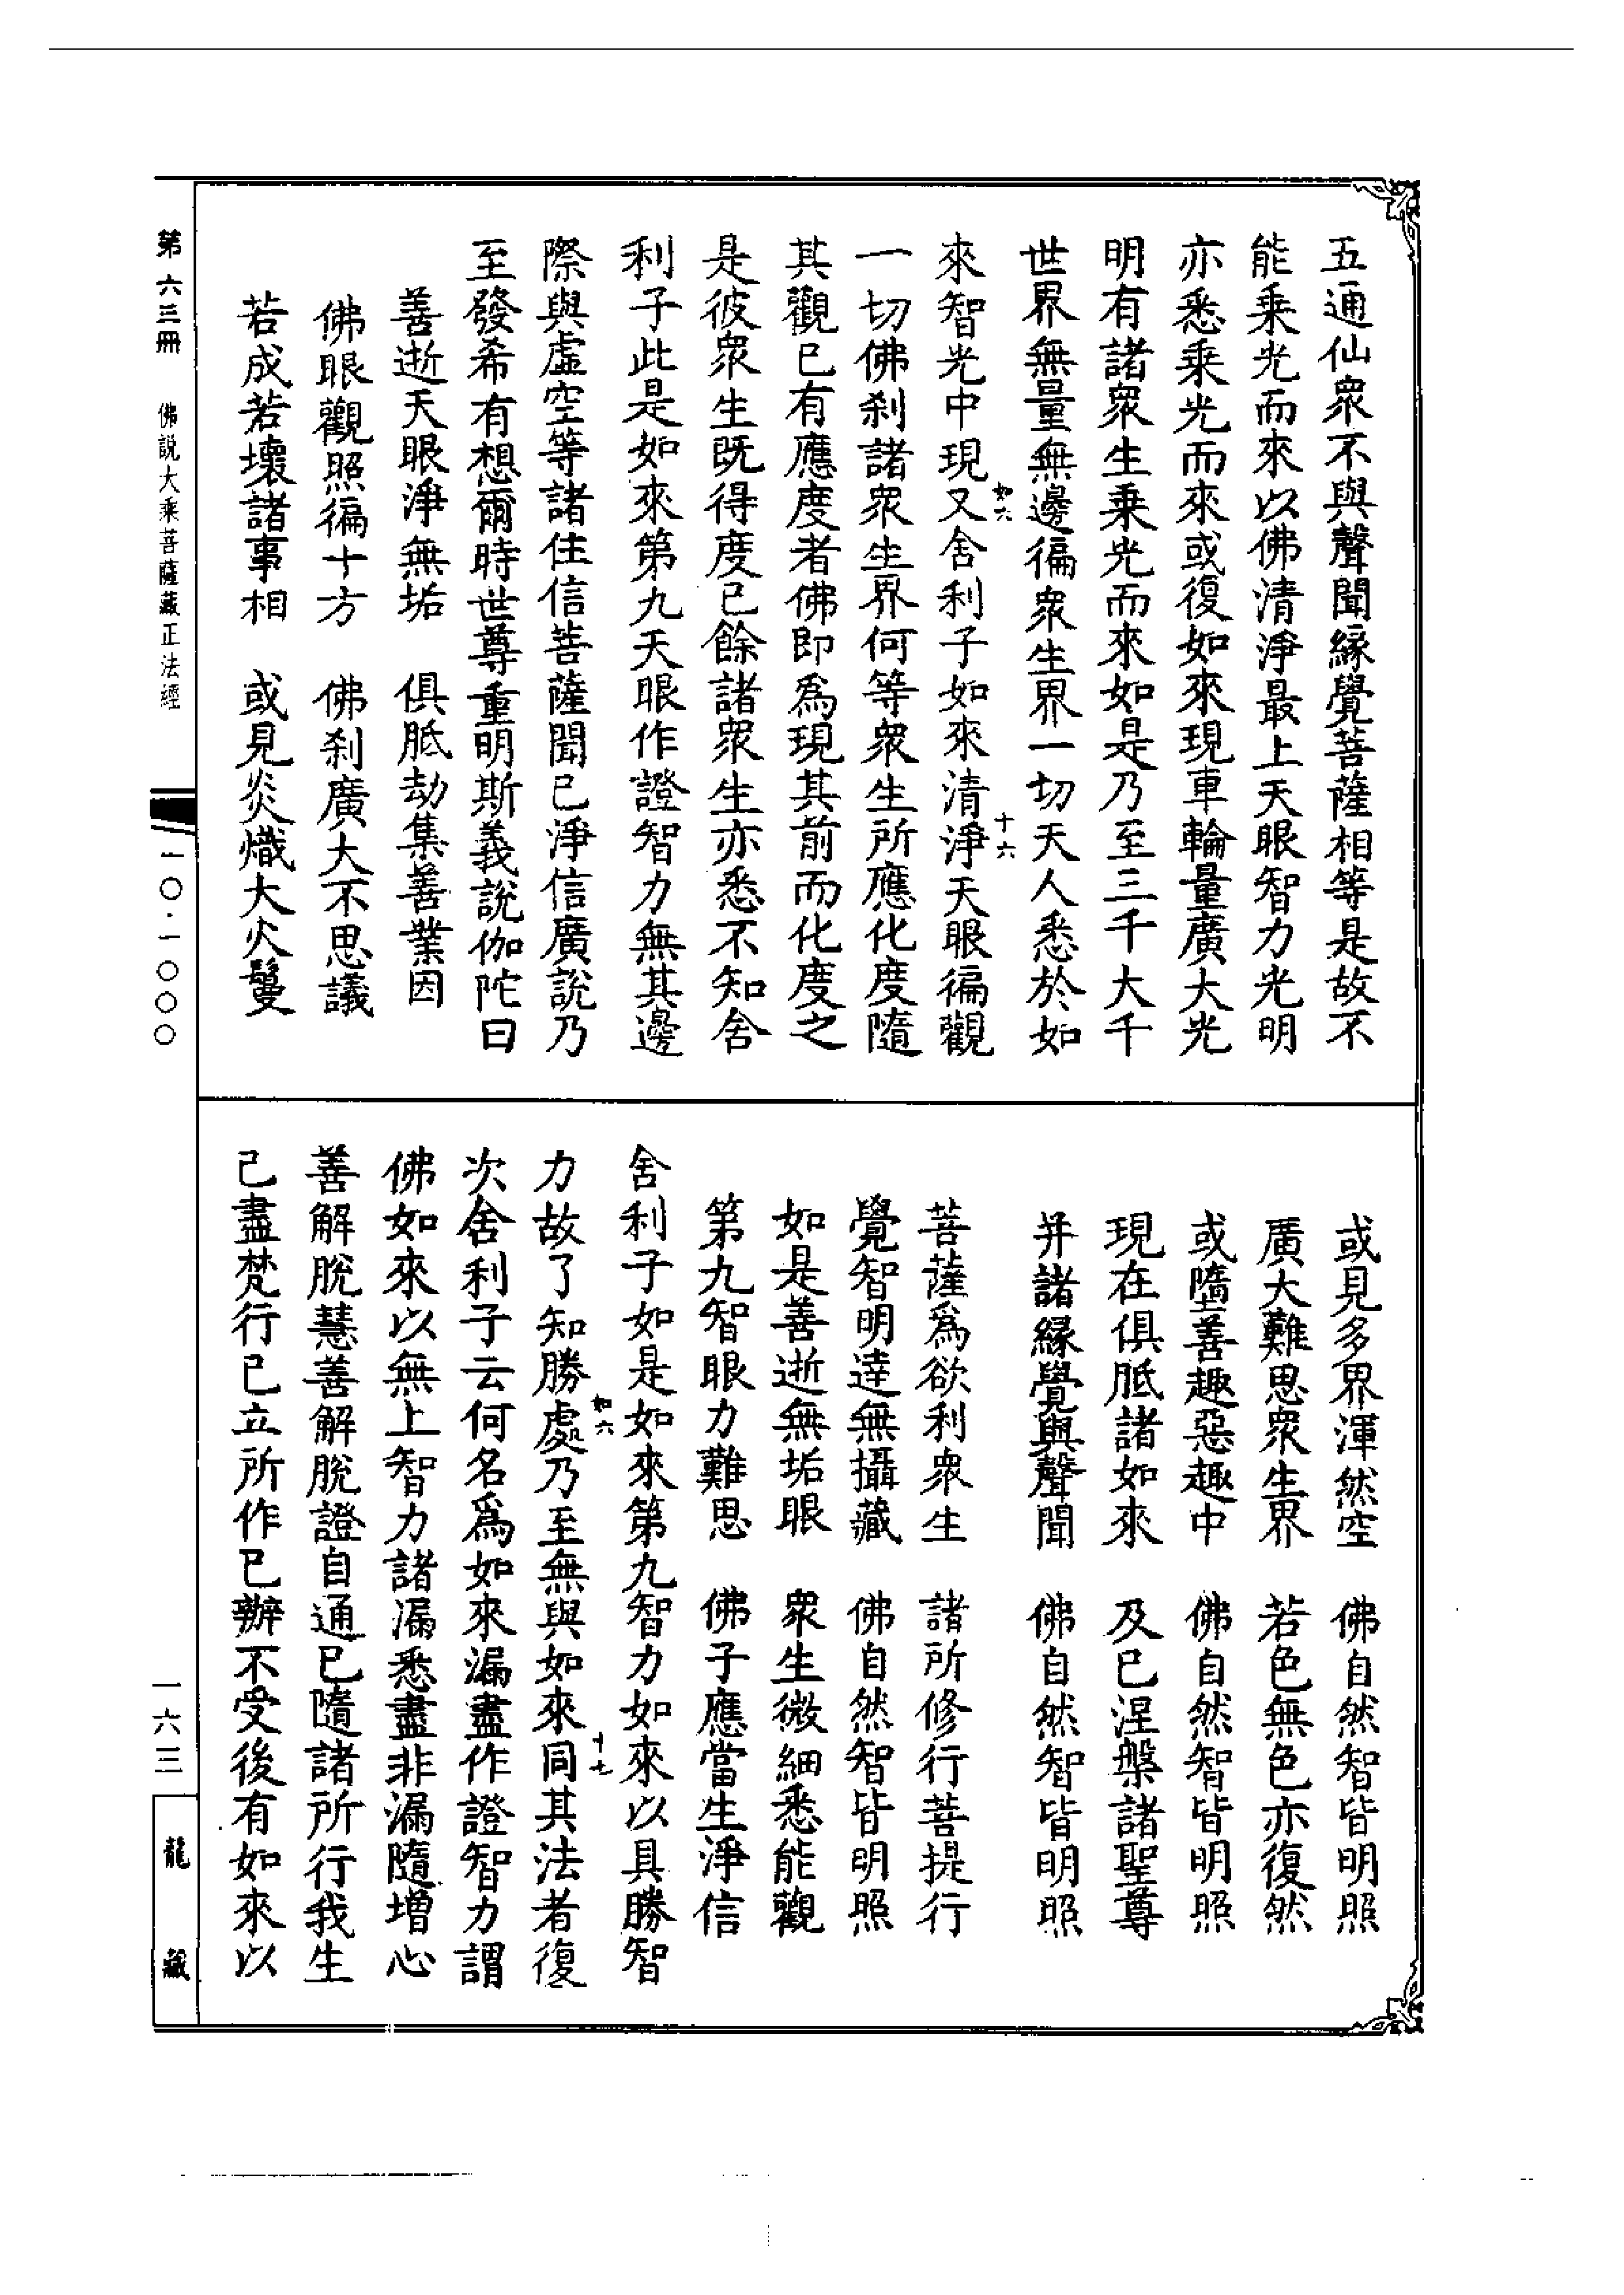 五通仙眾不與聲聞緣覺菩薩相等是故不
能乘光而來以佛清淨最上天眼智力光明
亦悉乘光而來或復如來現車輪量廣大光
明有諸眾生乘光而來如是乃至三千大千
世界無量無邊徧眾生界一切天人悉於如
如六
十六
來智光中現又舍利子如來清淨天眼徧觀
一切佛剎諸眾生界何等眾生所應化度隨
其觀已有應度者佛即為現其前而化度之
是彼眾生既得度已餘諸眾生亦悉不知舍
利子此是如來第九天眼作證智力無其邊
際與虛空等諸住信菩薩聞已淨信廣說乃
至發希有想爾時世尊重明斯義說伽陀曰
善逝天眼淨無垢　俱胝劫集善業因
佛眼觀照徧十方　佛剎廣大不思議
若成若壞諸事相　或見炎熾大火鬘
或見多界渾然空　佛自然智皆明照
廣大難思眾生界　若色無色亦復然
或墮善趣惡趣中　佛自然智皆明照
現在俱胝諸如來　及已涅槃諸聖尊
并諸緣覺與聲聞　佛自然智皆明照
菩薩為欲利眾生　諸所修行菩提行
覺智明達無攝藏　佛自然智皆明照
如是善逝無垢眼　眾生微細悉能觀
第九智眼力難思　佛子應當生淨信
舍利子如是如來第九智力如來以具勝智
如六
十七
力故了知勝處乃至無與如來同其法者復
次舍利子云何名為如來漏盡作證智力謂
佛如來以無上智力諸漏悉盡非漏隨增心
善解脫慧善解脫證自通已隨諸所行我生
已盡梵行已立所作已辦不受後有如來以
第六三冊　佛說大乘菩薩藏正法經
一〇·一〇〇〇
一六三
龍藏